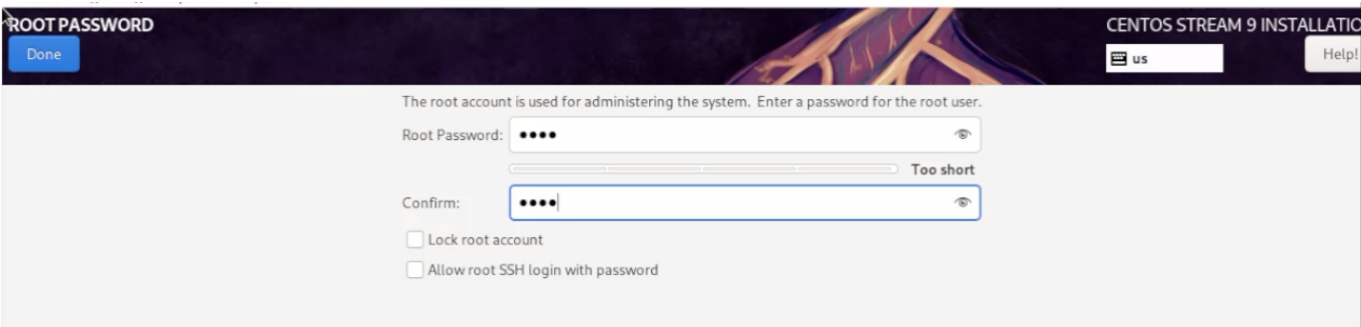 ROOT PASSWORD
CENTOS STREAM 9 INSTALLATIO
Done
us
Help!
The root account is used for administering the system. Enter a password for the root user.
Root Password: ••••
Too short
Confirm: ••••
Lock root account
Allow root SSH login with password